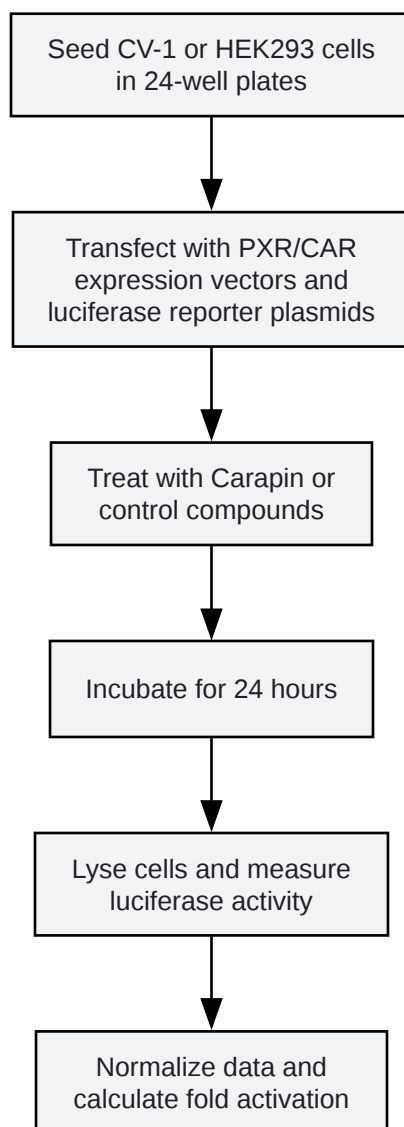 Seed CV-1 or HEK293 cells
in 24-well plates
Transfect with PXR/CAR
expression vectors and
luciferase reporter plasmids
Treat with Carapin or
control compounds
Incubate for 24 hours
Lyse cells and measure
luciferase activity
Normalize data and
calculate fold activation